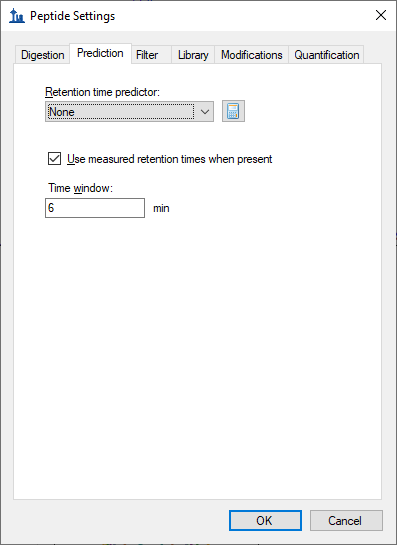 Peptide Settings
Digestion Prediction Filter Library Modifications Quantification
Retention time predictor:
None
Use measured retention times when present
Time window:
6 min
OK Cancel